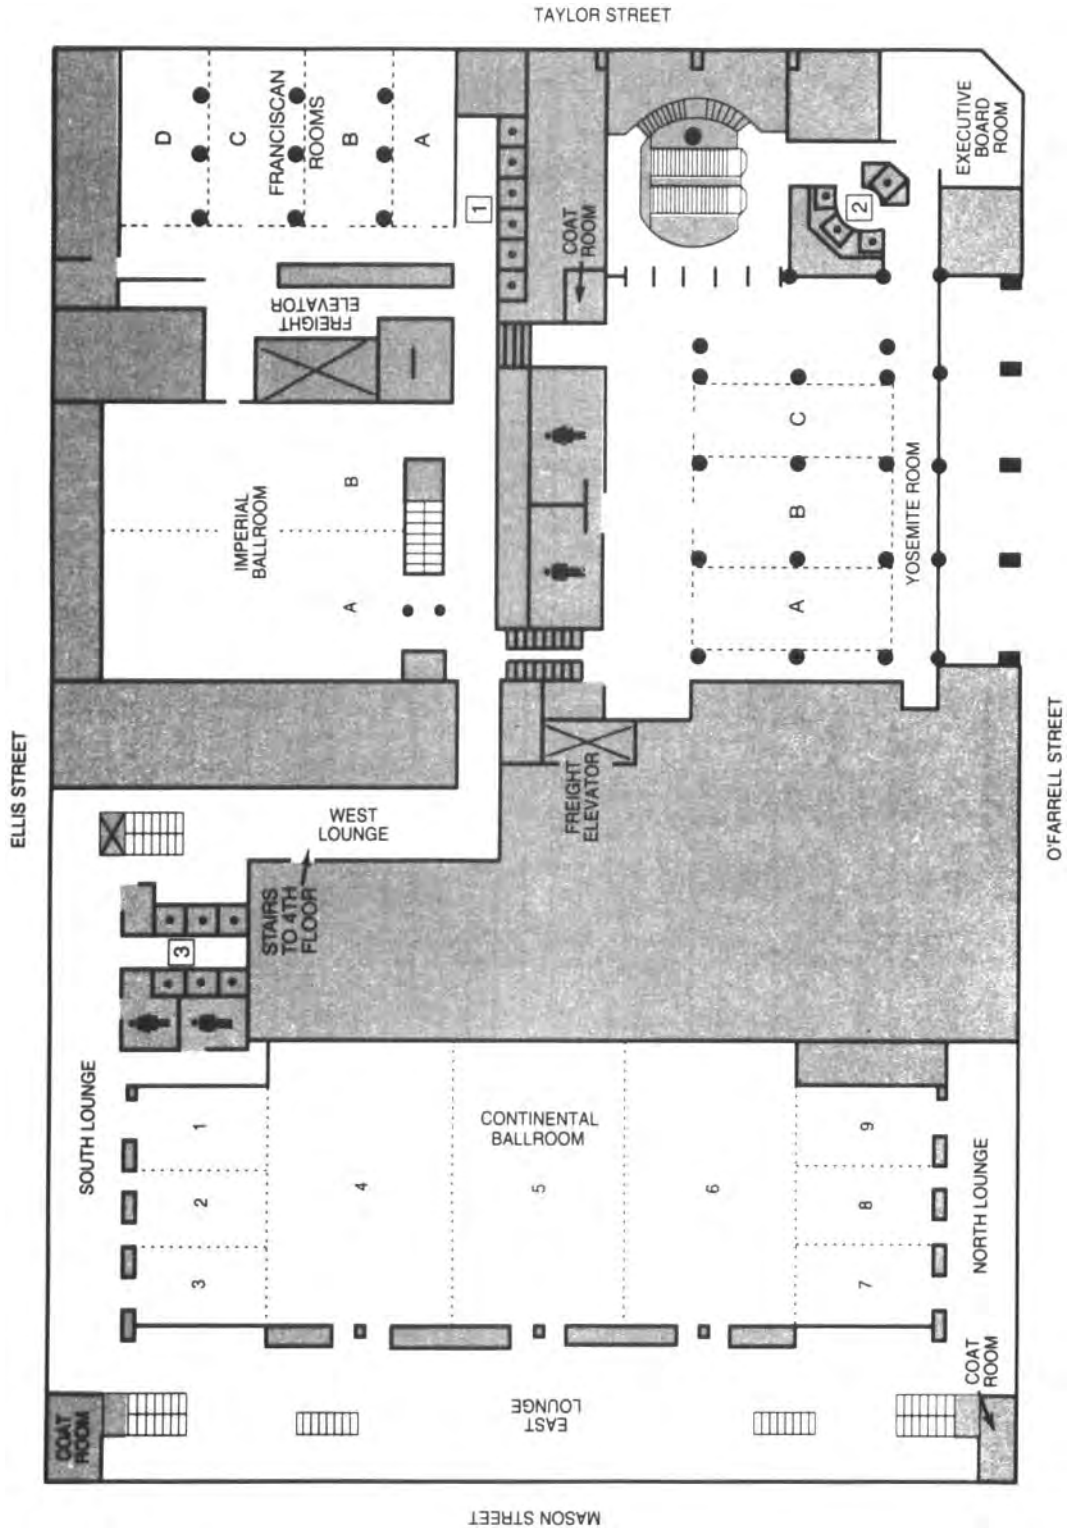 TAYLOR STREET
D
C
FRANCISCAN
ROOMS
B
A
EXECUTIVE
BOARD
ROOM
1
2
COAT
ROOM
FREIGHT
ELEVATOR
IMPERIAL
BALLROOM
B
A
C
B
A
YOSEMITE ROOM
ELLIS STREET
O'FARRELL STREET
WEST
LOUNGE
FREIGHT
ELEVATOR
STAIRS
TO 4TH
FLOOR
3
SOUTH LOUNGE
CONTINENTAL
BALLROOM
1
2
3
4
5
6
9
8
7
NORTH LOUNGE
COAT
ROOM
EAST
LOUNGE
COAT
ROOM
MASON STREET